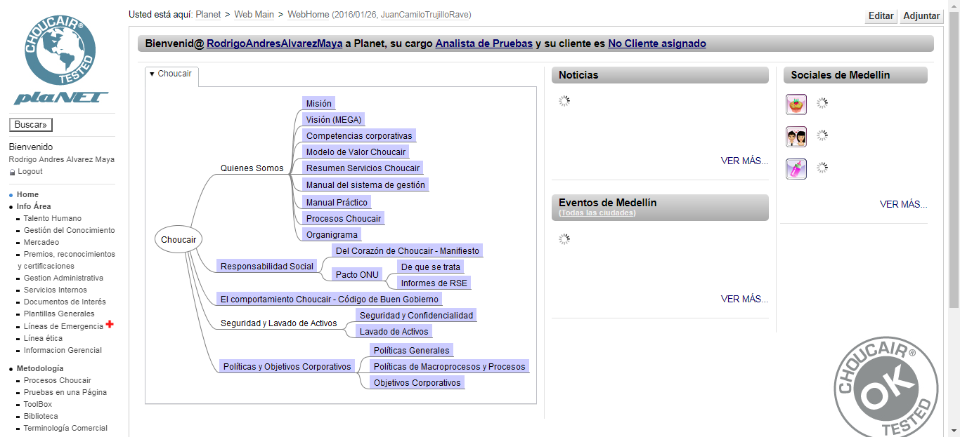 Usted está aquí: Planet > Web Main > WebHome (2016/01/26, JuanCamiloTrujilloRave)
Editar Adjuntar
CHOUCAIR®
TESTED
plaNET
Buscar»
Bienvenido
Rodrigo Andres Alvarez Maya
Logout
Home
Info Área
Talento Humano
Gestión del Conocimiento
Mercadeo
Premios, reconocimientos
y certificaciones
Gestion Administrativa
Servicios Internos
Documentos de Interés
Plantillas Generales
Líneas de Emergencia
Línea ética
Informacion Gerencial
Metodología
Procesos Choucair
Pruebas en una Página
ToolBox
Biblioteca
Terminología Comercial
Bienvenid@ RodrigoAndresAlvarezMaya a Planet, su cargo Analista de Pruebas y su cliente es No Cliente asignado
Choucair
Choucair
Quienes Somos
Misión
Visión (MEGA)
Competencias corporativas
Modelo de Valor Choucair
Resumen Servicios Choucair
Manual del sistema de gestión
Manual Práctico
Procesos Choucair
Organigrama
Responsabilidad Social
Del Corazón de Choucair - Manifiesto
Pacto ONU
De que se trata
Informes de RSE
El comportamiento Choucair - Código de Buen Gobierno
Seguridad y Lavado de Activos
Seguridad y Confidencialidad
Lavado de Activos
Políticas y Objetivos Corporativos
Políticas Generales
Políticas de Macroprocesos y Procesos
Objetivos Corporativos
Noticias
VER MÁS...
Eventos de Medellín
(Todas las ciudades)
VER MÁS...
Sociales de Medellín
VER MÁS...
CHOUCAIR®
OK
TESTED